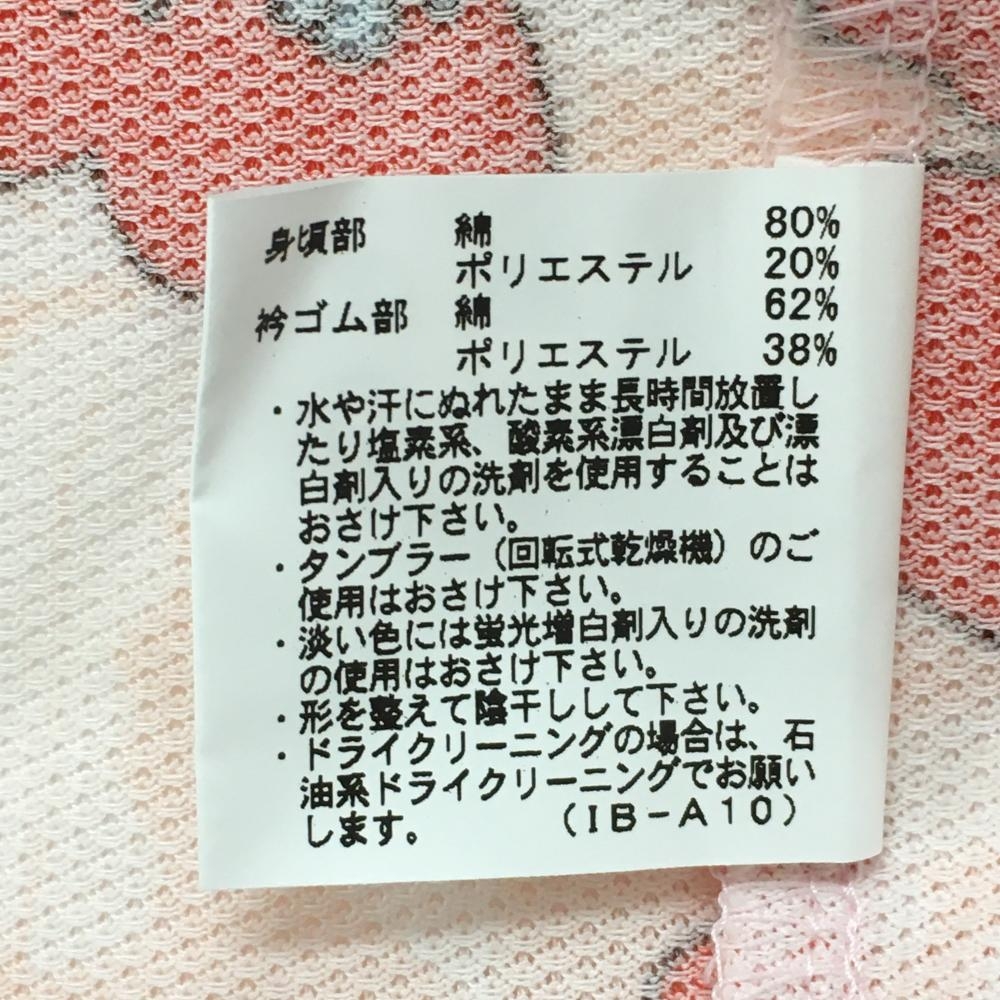 身頃部 綿 80%
ポリエステル 20%
衿ゴム部 綿 62%
ポリエステル 38%
・水や汗にぬれたまま長時間放置し
たり塩素系、酸素系漂白剤及び漂
白剤入りの洗剤を使用することは
おさけ下さい。
・タンブラー（回転式乾燥機）のご
使用はおさけ下さい。
・淡い色には蛍光増白剤入りの洗剤
の使用はおさけ下さい。
・形を整えて陰干しして下さい。
・ドライクリーニングの場合は、石
油系ドライクリーニングでお願い
します。 （ＩＢ－Ａ１０）